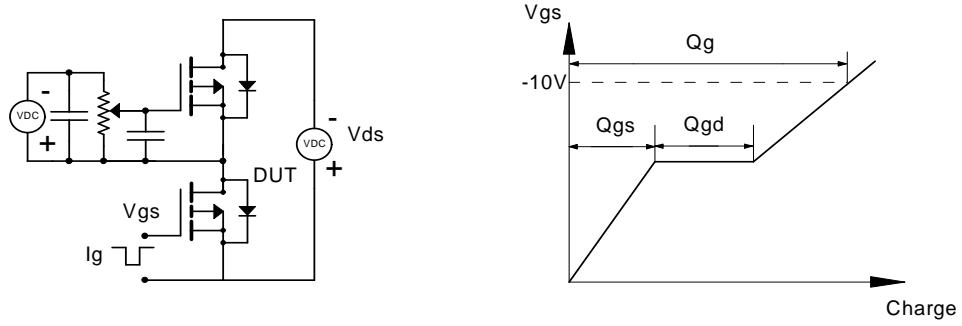 -
VDC
+
-
VDC
+
Vds
DUT
Vgs
Ig
Vgs
Qg
-10V
Qgs
Qgd
Charge